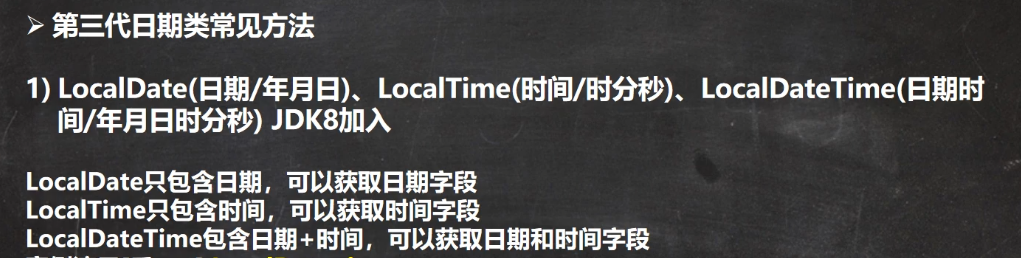 ➢ 第三代日期类常见方法
1) LocalDate(日期/年月日)、LocalTime(时间/时分秒)、LocalDateTime(日期时
间/年月日时分秒) JDK8加入
LocalDate只包含日期，可以获取日期字段
LocalTime只包含时间，可以获取时间字段
LocalDateTime包含日期+时间，可以获取日期和时间字段